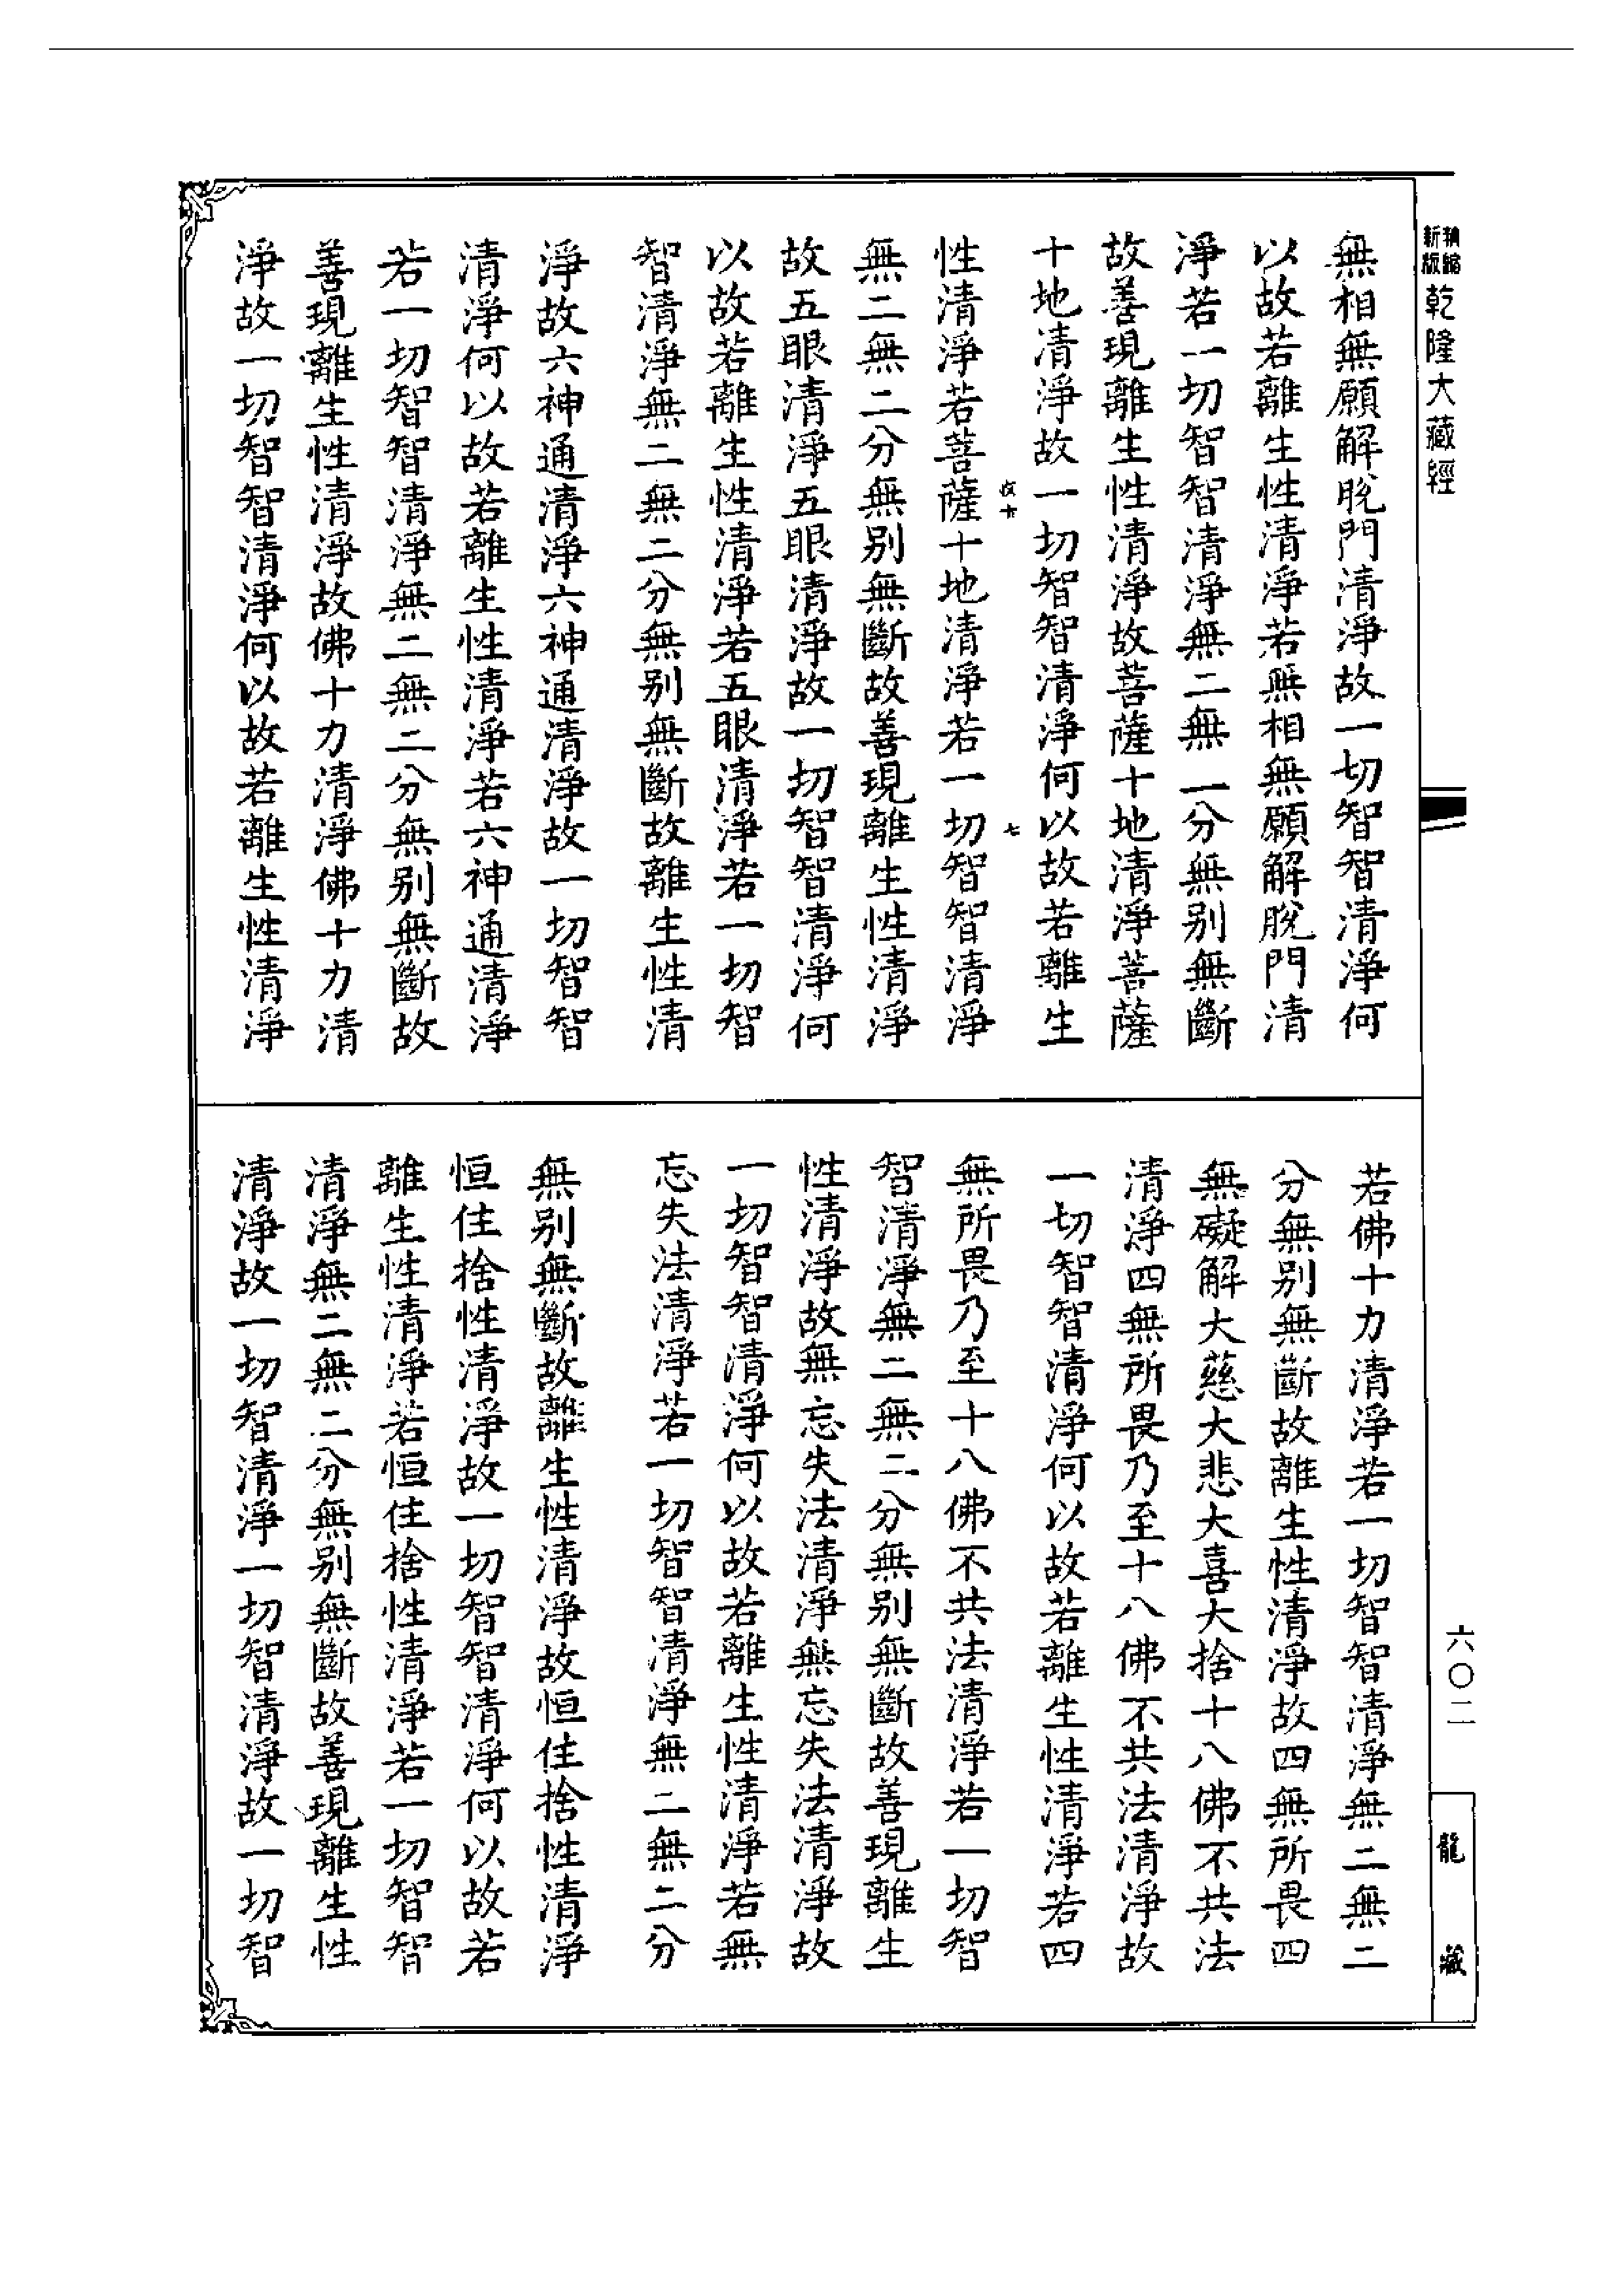 精縮新版乾隆大藏經
無相無願解脫門清淨故一切智智清淨何
以故若離生性清淨若無相無願解脫門清
淨若一切智智清淨無二無二分無別無斷
故善現離生性清淨故菩薩十地清淨菩薩
十地清淨故一切智智清淨何以故若離生
性清淨若菩薩十地清淨若一切智智清淨
無二無二分無別無斷故善現離生性清淨
故五眼清淨五眼清淨故一切智智清淨何
以故若離生性清淨若五眼清淨若一切智
智清淨無二無二分無別無斷故離生性清
淨故六神通清淨六神通清淨故一切智智
清淨何以故若離生性清淨若六神通清淨
若一切智智清淨無二無二分無別無斷故
善現離生性清淨故佛十力清淨佛十力清
淨故一切智智清淨何以故若離生性清淨
若佛十力清淨若一切智智清淨無二無二
分無別無斷故離生性清淨故四無所畏四
無礙解大慈大悲大喜大捨十八佛不共法
清淨四無所畏乃至十八佛不共法清淨故
一切智智清淨何以故若離生性清淨若四
無所畏乃至十八佛不共法清淨若一切智
智清淨無二無二分無別無斷故善現離生
性清淨故無忘失法清淨無忘失法清淨故
一切智智清淨何以故若離生性清淨若無
忘失法清淨若一切智智清淨無二無二分
無別無斷故離生性清淨故恒住捨性清淨
恒住捨性清淨故一切智智清淨何以故若
離生性清淨若恒住捨性清淨若一切智智
清淨無二無二分無別無斷故善現離生性
清淨故一切智清淨一切智清淨故一切智
七
六〇二
龍藏